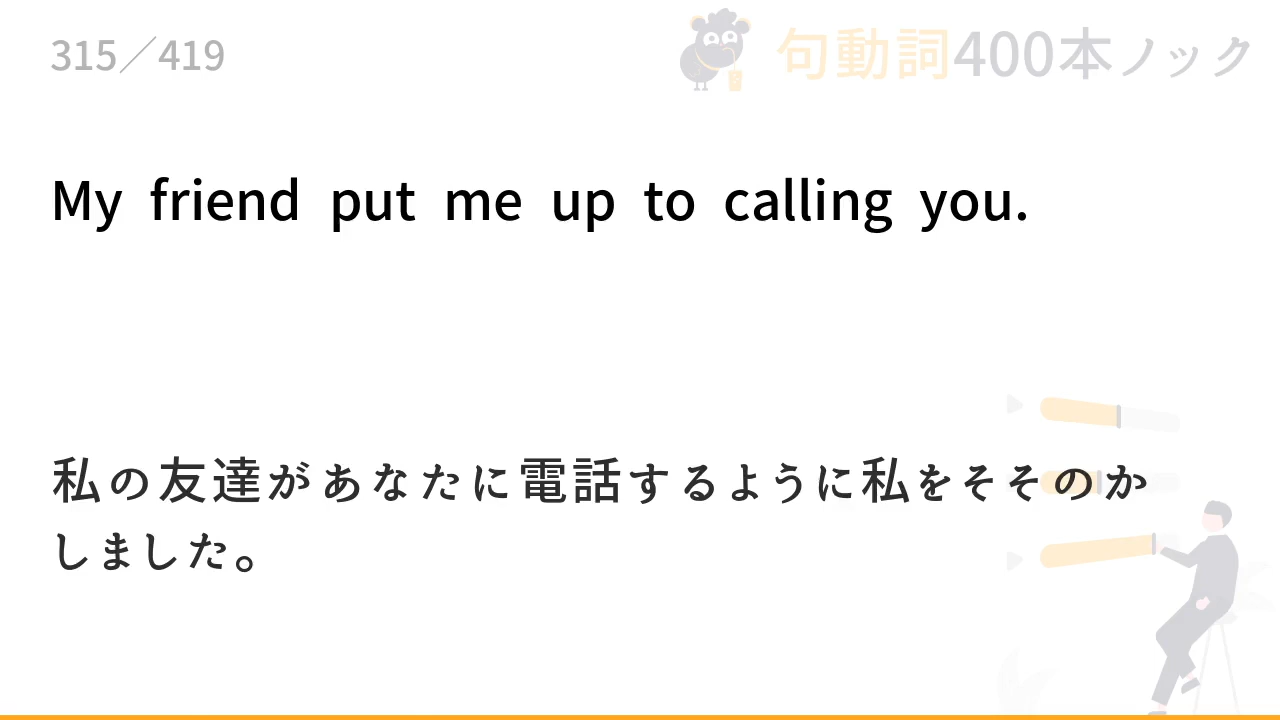 315／419
句動詞400本ノック
My friend put me up to calling you.
私の友達があなたに電話するように私をそそのか
しました。